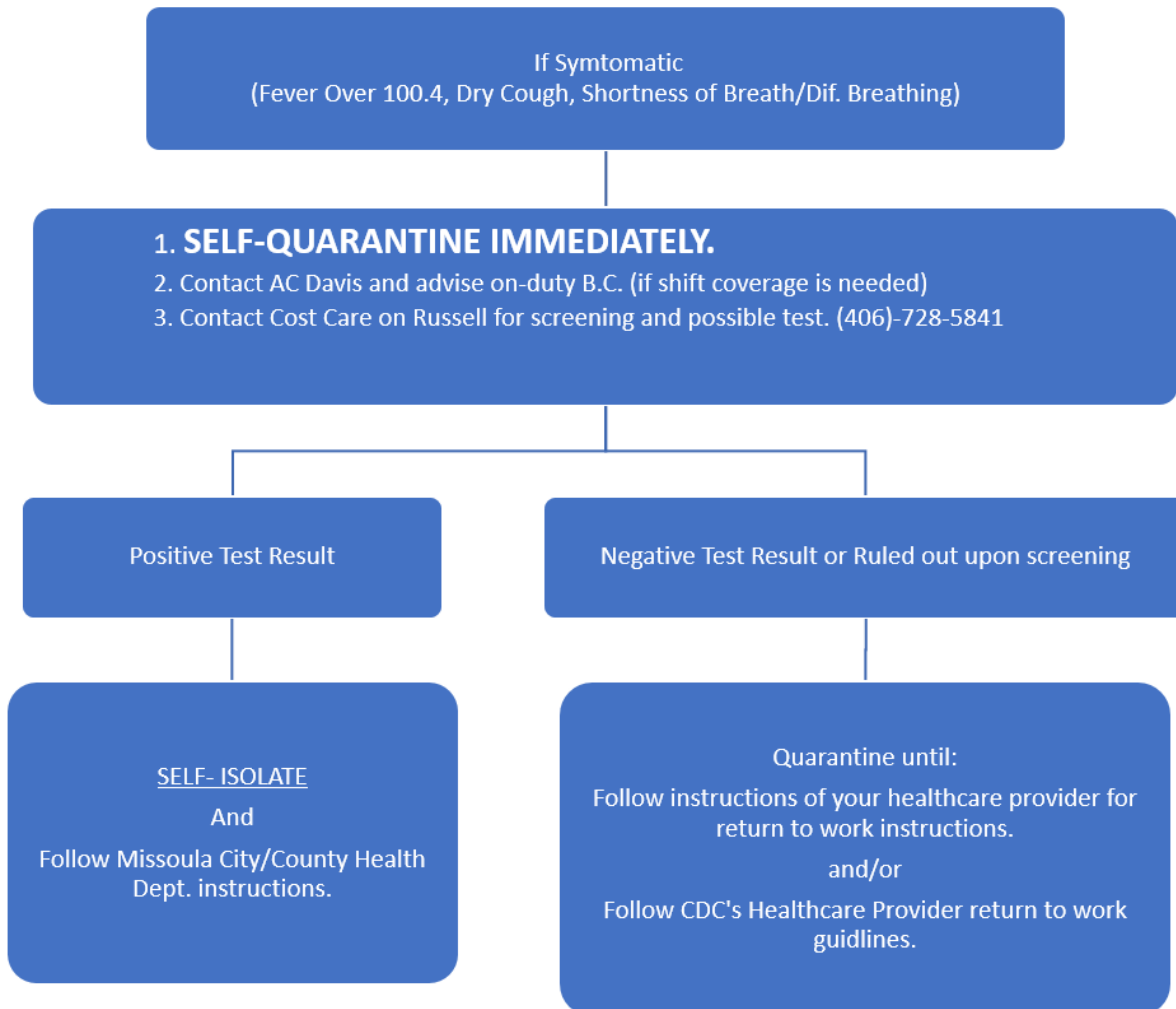 If Symtomatic
(Fever Over 100.4, Dry Cough, Shortness of Breath/Dif. Breathing)
1. SELF-QUARANTINE IMMEDIATELY.
2. Contact AC Davis and advise on-duty B.C. (if shift coverage is needed)
3. Contact Cost Care on Russell for screening and possible test. (406)-728-5841
Positive Test Result
Negative Test Result or Ruled out upon screening
SELF- ISOLATE
And
Follow Missoula City/County Health
Dept. instructions.
Quarantine until:
Follow instructions of your healthcare provider for
return to work instructions.
and/or
Follow CDC's Healthcare Provider return to work
guidlines.